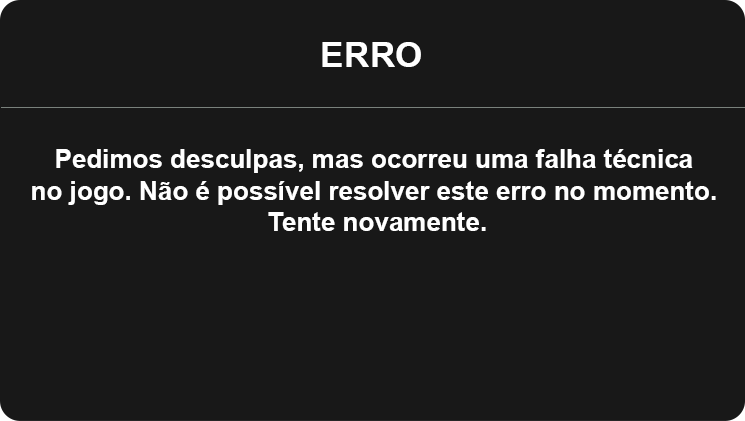 ERRO
Pedimos desculpas, mas ocorreu uma falha técnica
no jogo. Não é possível resolver este erro no momento.
Tente novamente.